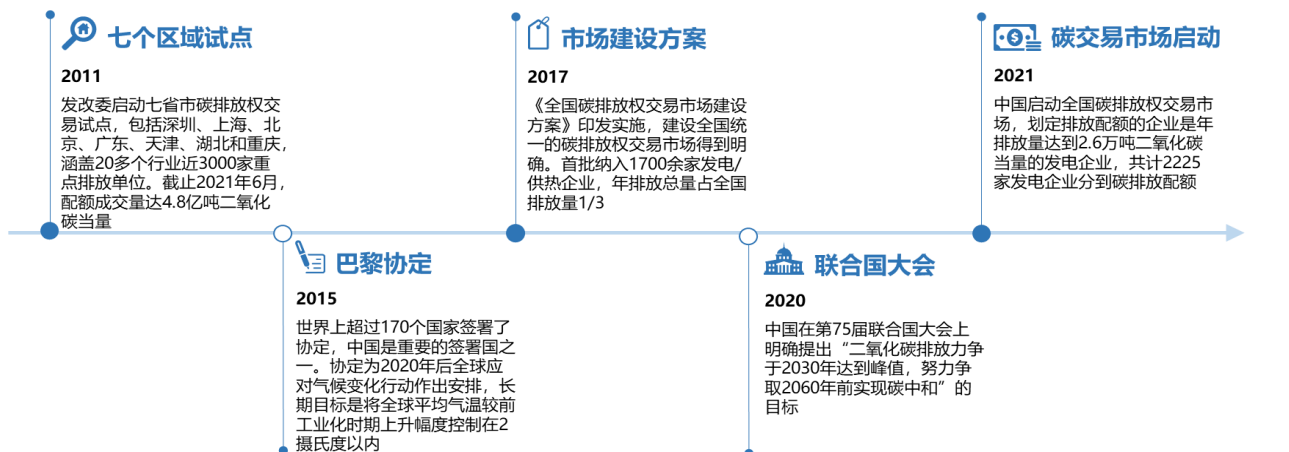 七个区域试点
2011
发改委启动七省市碳排放权交
易试点，包括深圳、上海、北
京、广东、天津、湖北和重庆，
涵盖20多个行业近3000家重
点排放单位。截止2021年6月，
配额成交量达4.8亿吨二氧化
碳当量
巴黎协定
2015
世界上超过170个国家签署了
协定，中国是重要的签署国之
一。协定为2020年后全球应
对气候变化行动作出安排，长
期目标是将全球平均气温较前
工业化时期上升幅度控制在2
摄氏度以内
市场建设方案
2017
《全国碳排放权交易市场建设
方案》印发实施，建设全国统
一的碳排放权交易市场得到明
确。首批纳入1700余家发电/
供热企业，年排放总量占全国
排放量1/3
联合国大会
2020
中国在第75届联合国大会上
明确提出“二氧化碳排放力争
于2030年达到峰值，努力争
取2060年前实现碳中和”的
目标
碳交易市场启动
2021
中国启动全国碳排放权交易市
场，划定排放配额的企业是年
排放量达到2.6万吨二氧化碳
当量的发电企业，共计2225
家发电企业分到碳排放配额